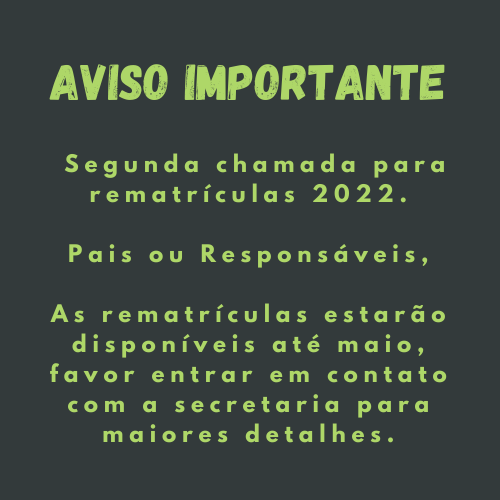 AVISO IMPORTANTE
Segunda chamada para
rematrículas 2022.
Pais ou Responsáveis,
As rematrículas estarão
disponíveis até maio,
favor entrar em contato
com a secretaria para
maiores detalhes.